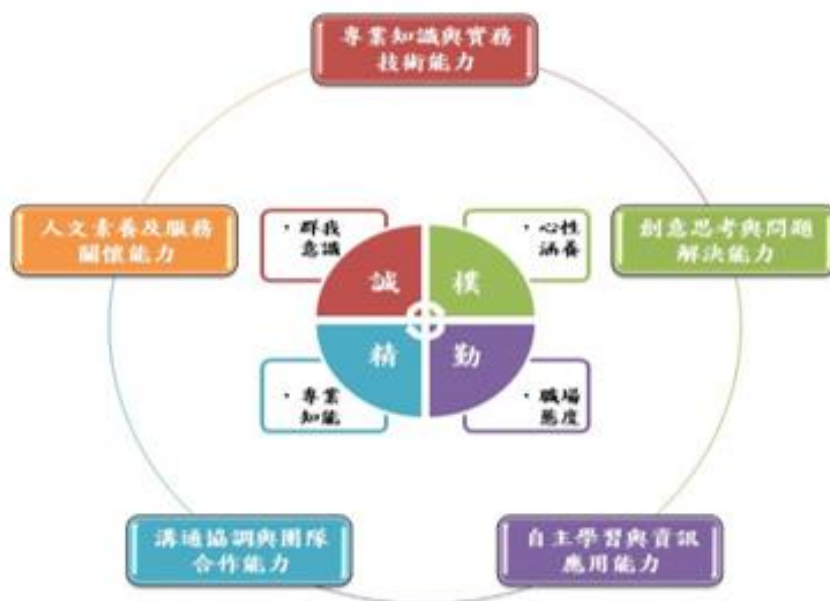 專業知識與實務
技術能力
人文素養及服務
關懷能力
・群我
意識
・心性
涵養
創意思考與問題
解決能力
誠
樸
精
勤
・專業
知能
・職場
態度
溝通協調與團隊
合作能力
自主學習與資訊
應用能力